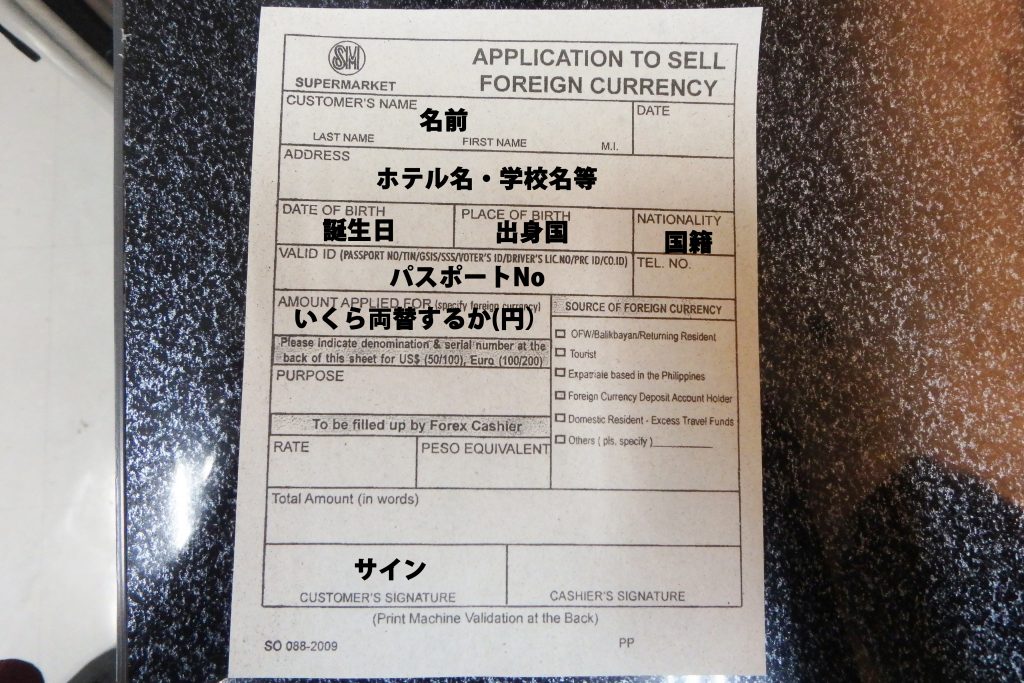 SM
SUPERMARKET
APPLICATION TO SELL
FOREIGN CURRENCY
CUSTOMER'S NAME
名前
LAST NAME FIRST NAME M.I.
DATE
ADDRESS
ホテル名・学校名等
DATE OF BIRTH
誕生日
PLACE OF BIRTH
出身国
NATIONALITY
国籍
VALID ID (PASSPORT NO/TIN/GSIS/SSS/VOTER'S ID/DRIVER'S LIC.NO/PRC ID/CO.ID)
パスポートNo
TEL. NO.
AMOUNT APPLIED FOR (specify foreign currency)
いくら両替するか(円)
Please indicate denomination & serial number at the
back of this sheet for US$ (50/100), Euro (100/200)
PURPOSE
SOURCE OF FOREIGN CURRENCY
OFW/Balikbayan/Returning Resident
Tourist
Expatriate based in the Philippines
Foreign Currency Deposit Account Holder
Domestic Resident - Excess Travel Funds
Others ( pls, specify )____________
To be filled up by Forex Cashier
RATE
PESO EQUIVALENT
Total Amount (in words)
サイン
CUSTOMER'S SIGNATURE
CASHIER'S SIGNATURE
(Print Machine Validation at the Back)
SO 088-2009
PP